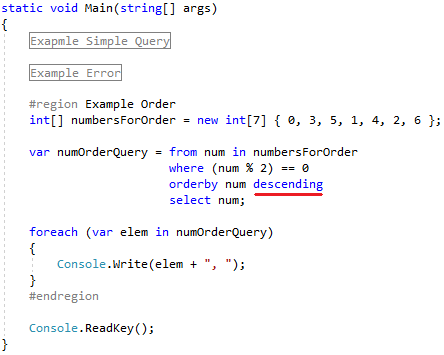 static void Main(string[] args)
{
Exapmle Simple Query
Example Error
#region Example Order
int[] numbersForOrder = new int[7] { 0, 3, 5, 1, 4, 2, 6 };
var numOrderQuery = from num in numbersForOrder
where (num % 2) == 0
orderby num descending
select num;
foreach (var elem in numOrderQuery)
{
Console.Write(elem + ", ");
}
#endregion
Console.ReadKey();
}